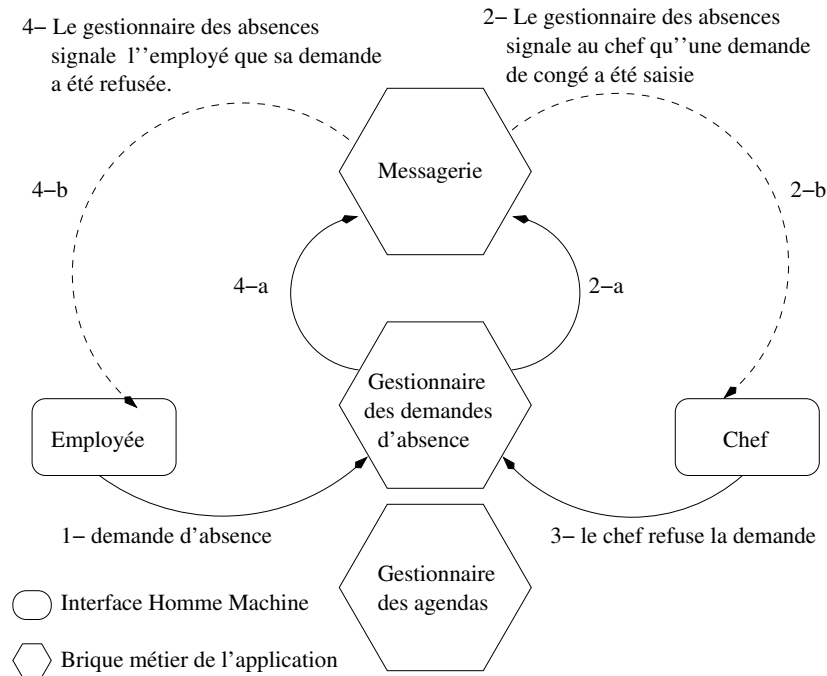 4– Le gestionnaire des absences
signale l''employé que sa demande
a été refusée.
2– Le gestionnaire des absences
signale au chef qu''une demande
de congé a été saisie
Messagerie
4–b
2–b
4–a
2–a
Gestionnaire
des demandes
d'absence
Employée
Chef
1– demande d'absence
3– le chef refuse la demande
Gestionnaire
des agendas
Interface Homme Machine
Brique métier de l'application